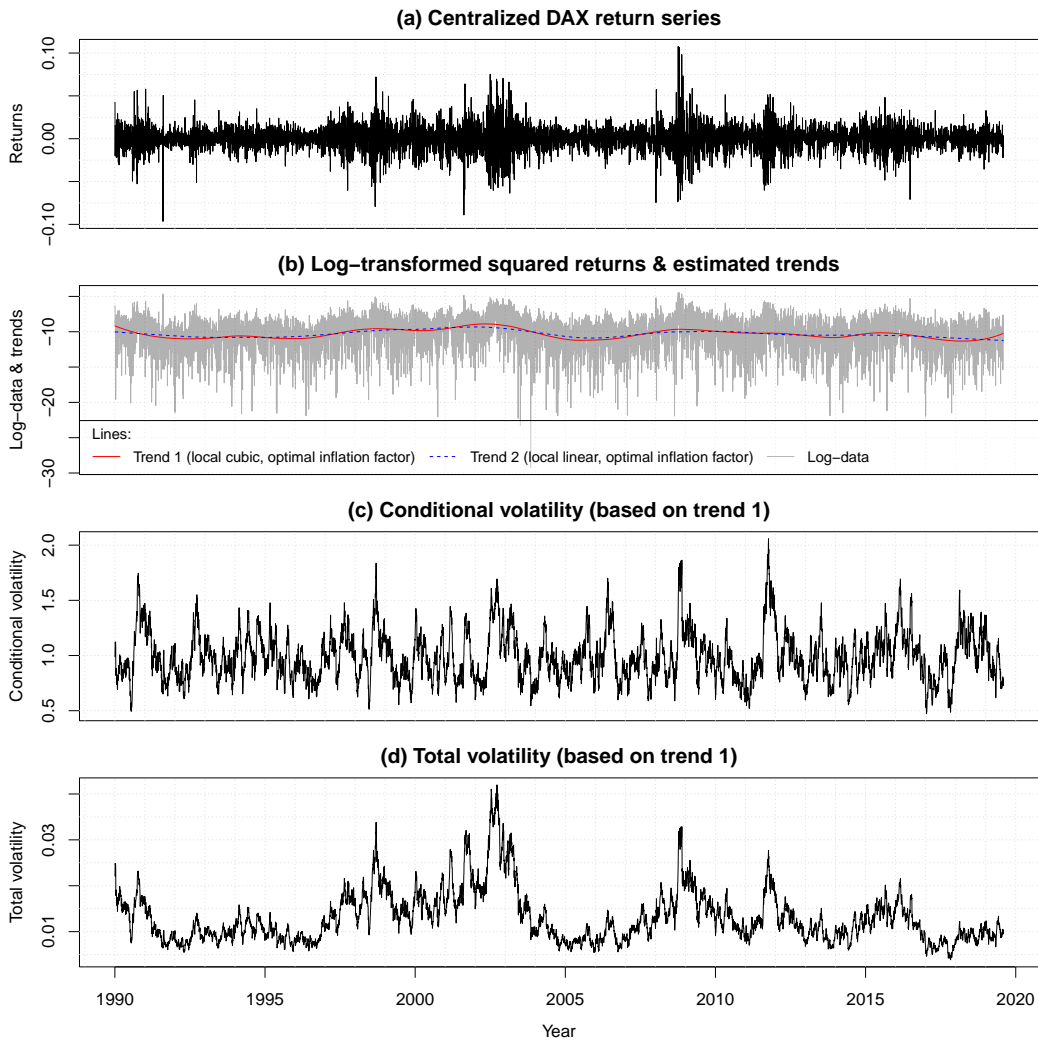 (a) Centralized DAX return series
Returns
0.10
0.00
−0.10
(b) Log−transformed squared returns & estimated trends
Log−data & trends
−10
−20
−30
Lines:
Trend 1 (local cubic, optimal inflation factor)
Trend 2 (local linear, optimal inflation factor)
Log−data
(c) Conditional volatility (based on trend 1)
Conditional volatility
2.0
1.5
1.0
0.5
(d) Total volatility (based on trend 1)
Total volatility
0.03
0.01
1990 1995 2000 2005 2010 2015 2020
Year